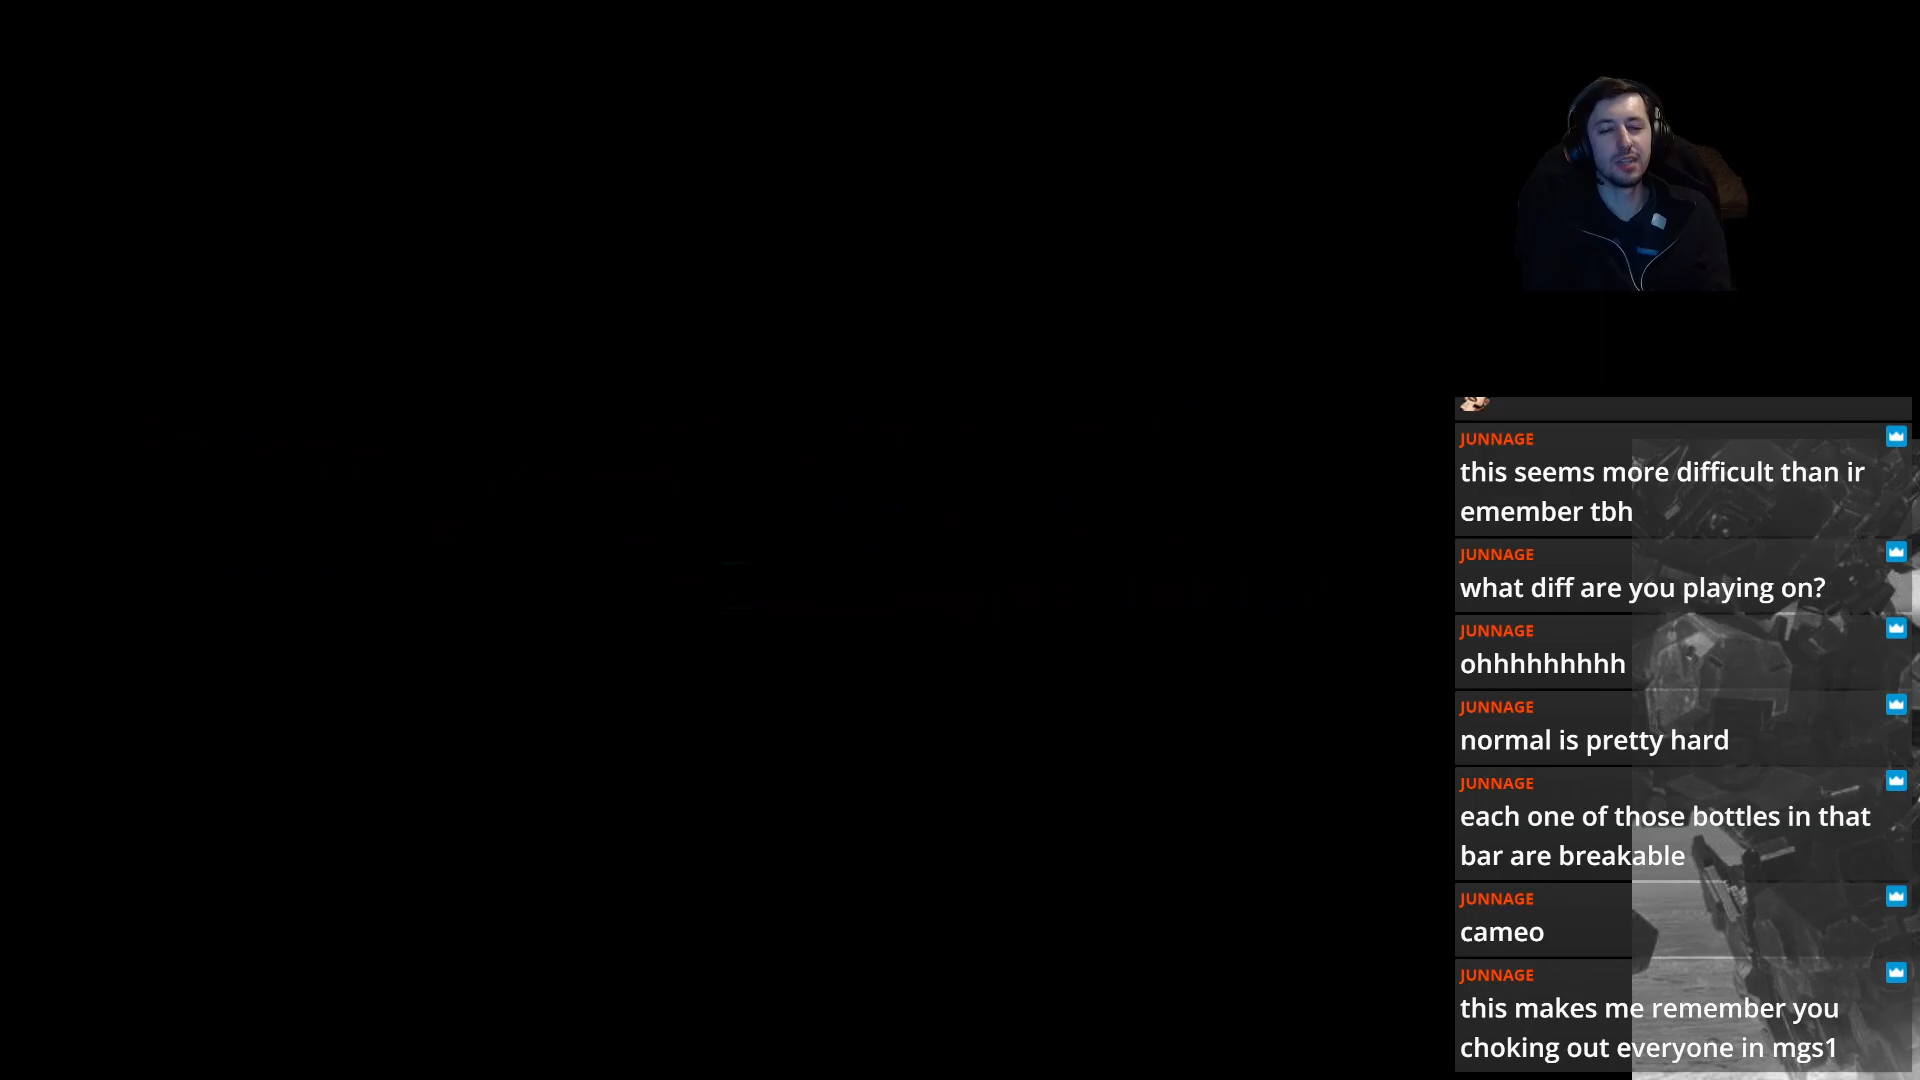 JUNNAGE
this seems more difficult than ir
emember tbh
JUNNAGE
what diff are you playing on?
JUNNAGE
ohhhhhhhhh
JUNNAGE
normal is pretty hard
JUNNAGE
each one of those bottles in that
bar are breakable
JUNNAGE
cameo
JUNNAGE
this makes me remember you
choking out everyone in mgs1